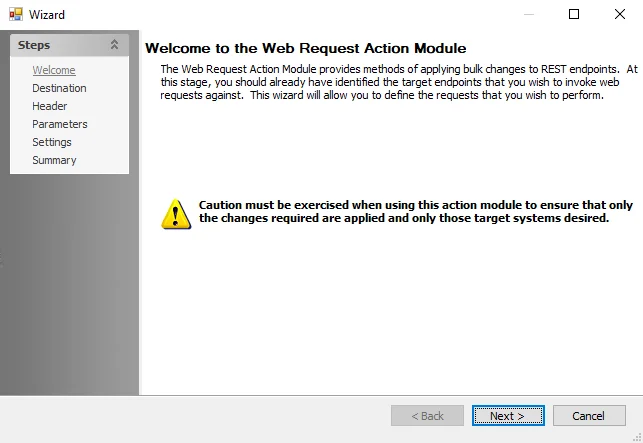 Wizard
Steps
Welcome
Destination
Header
Parameters
Settings
Summary
Welcome to the Web Request Action Module
The Web Request Action Module provides methods of applying bulk changes to REST endpoints.  At
this stage, you should already have identified the target endpoints that you wish to invoke web
requests against.  This wizard will allow you to define the requests that you wish to perform.
Caution must be exercised when using this action module to ensure that only
the changes required are applied and only those target systems desired.
< Back
Next >
Cancel